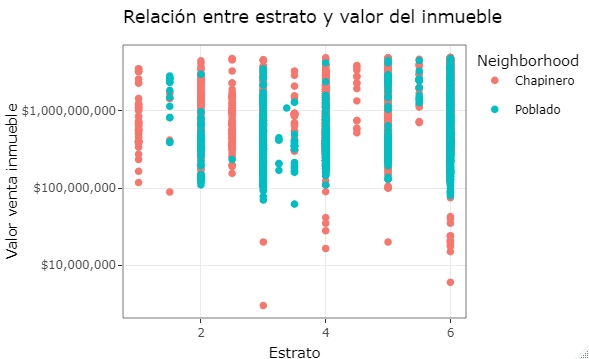 Relación entre estrato y valor del inmueble
Neighborhood
Chapinero
Poblado
Valor venta inmueble
$1,000,000,000
$100,000,000
$10,000,000
2
4
6
Estrato